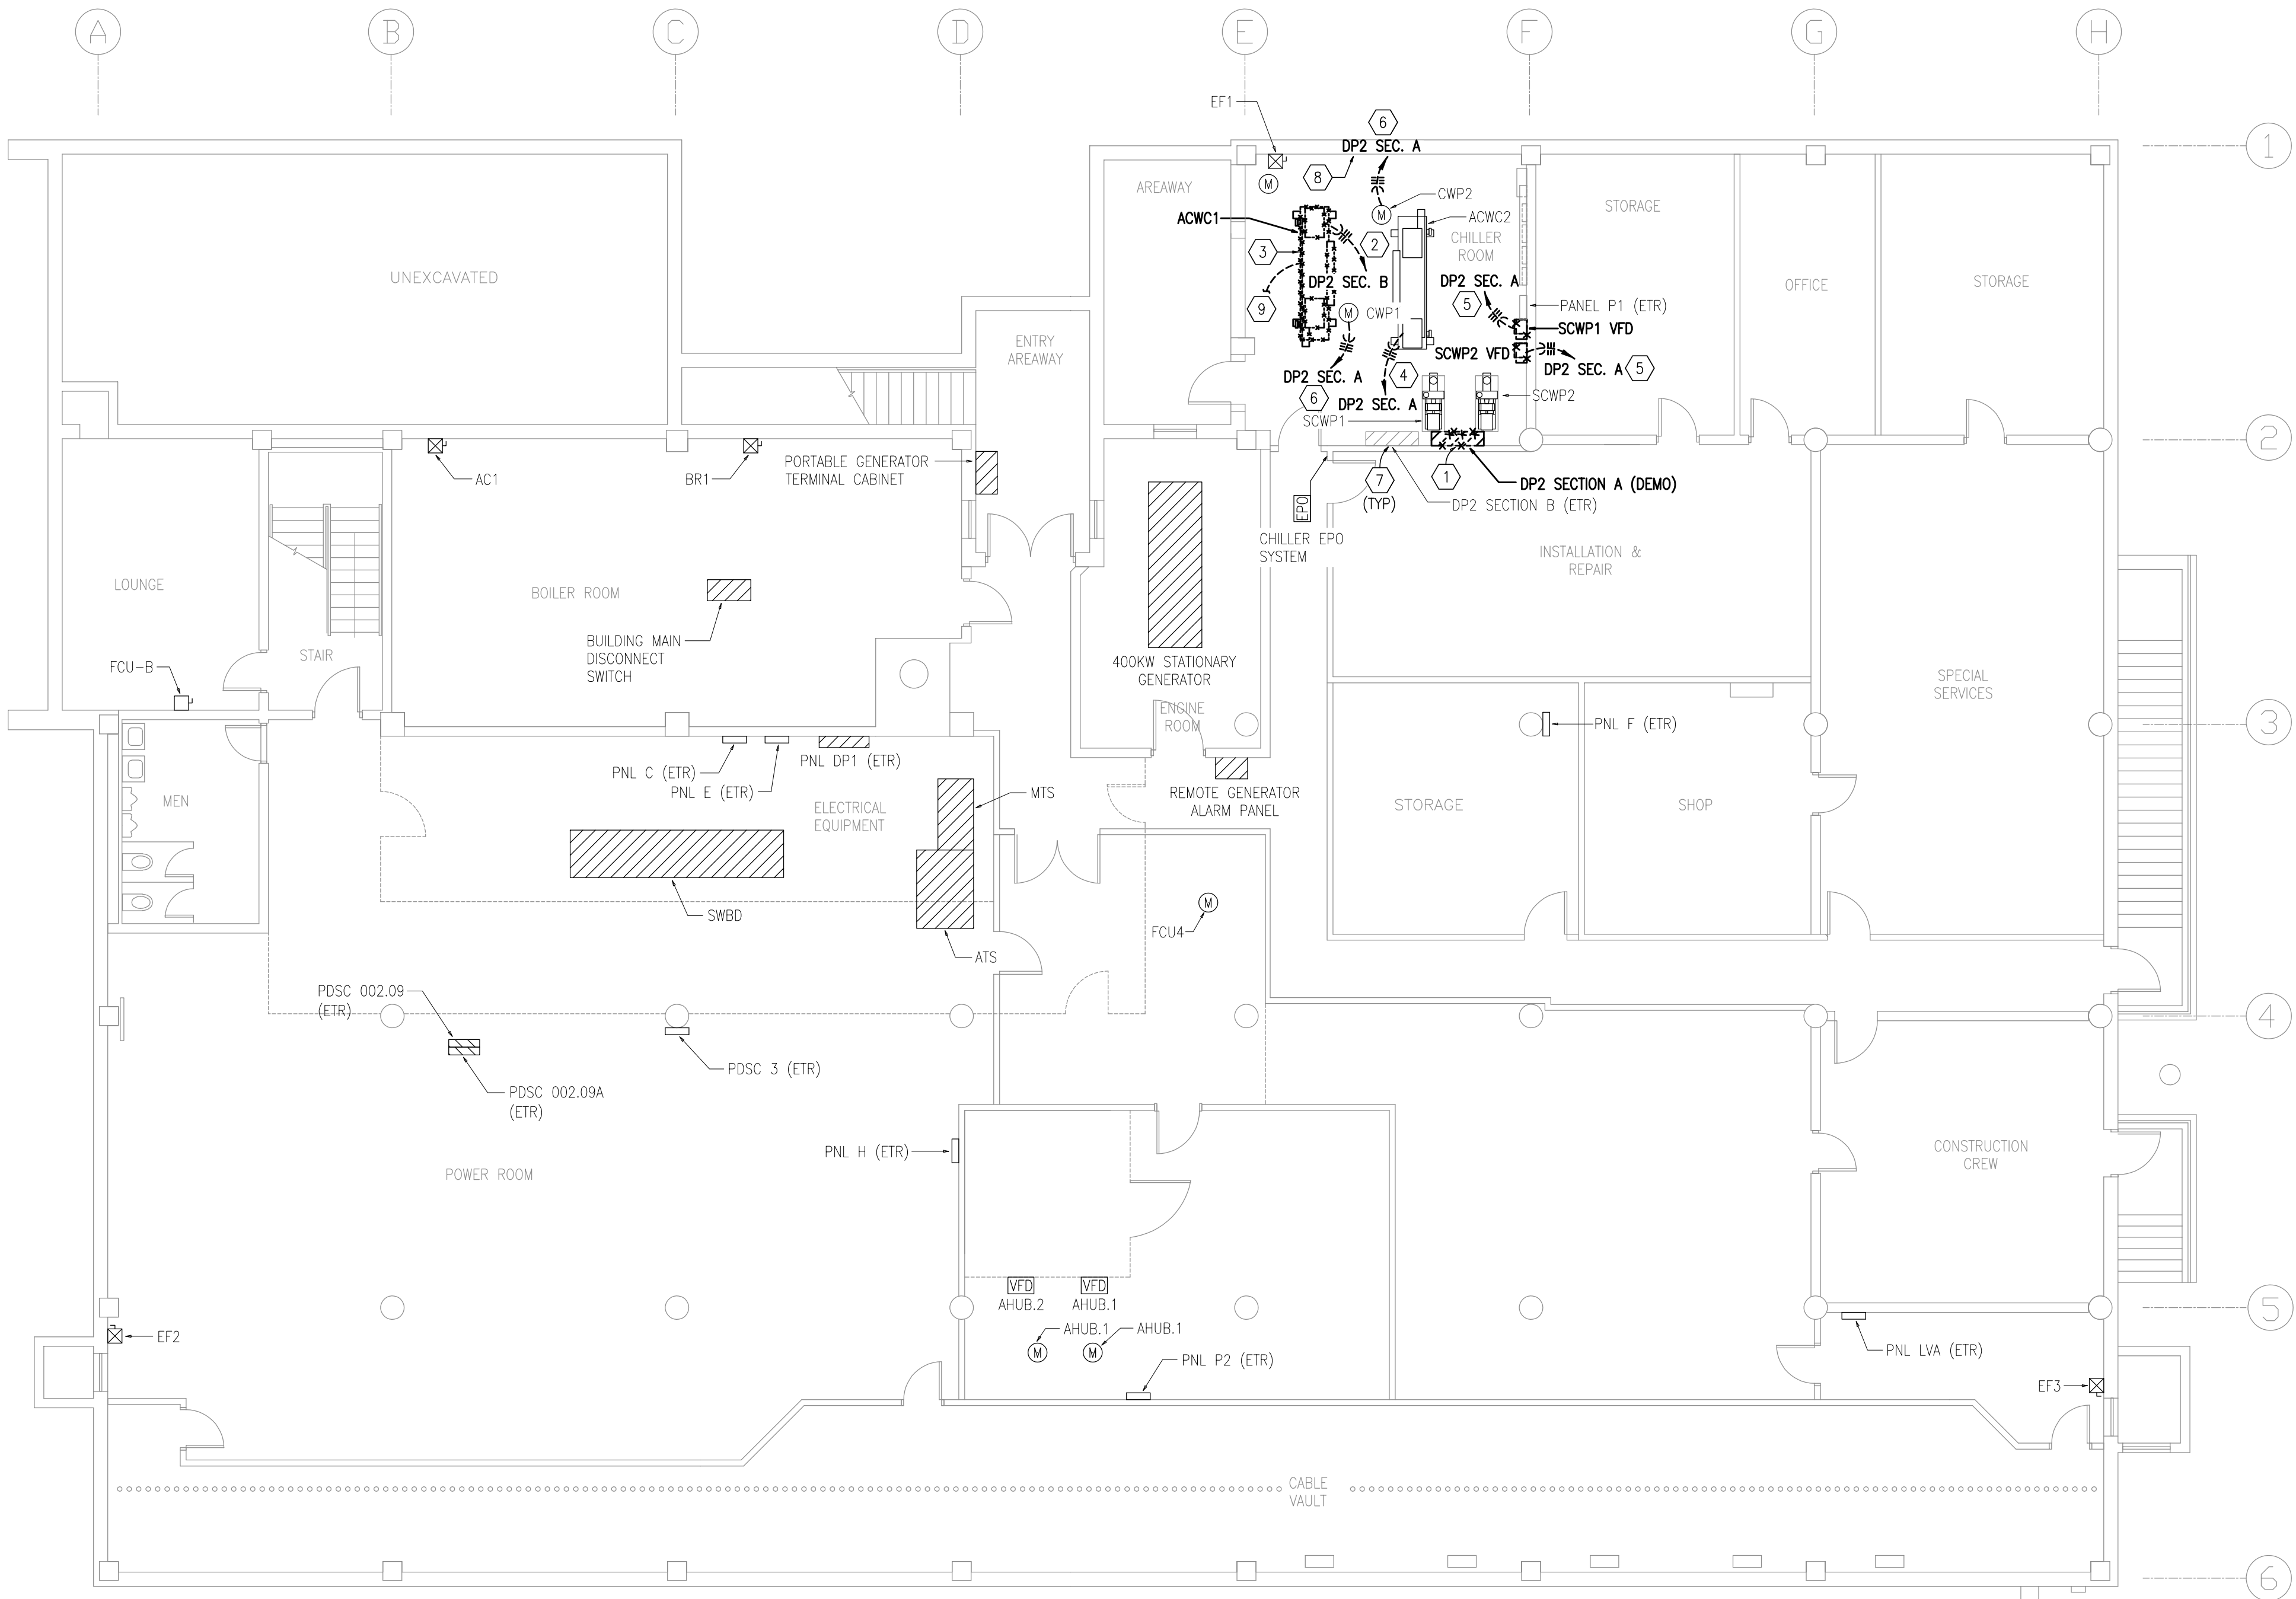 A
B
C
D
E
F
G
H
1
EF1
6
DP2 SEC. A
8
M
AREAWAY
CWP2
M
ACWC1
ACWC2
STORAGE
CHILLER
ROOM
3
2
UNEXCAVATED
DP2 SEC. B
DP2 SEC. A
OFFICE
STORAGE
9
5
PANEL P1 (ETR)
M
CWP1
SCWP1 VFD
ENTRY
AREAWAY
SCWP2 VFD
DP2 SEC. A
5
DP2 SEC. A
4
6
DP2 SEC. A
SCWP2
SCWP1
2
PORTABLE GENERATOR
TERMINAL CABINET
AC1
BR1
7
(TYP)
1
DP2 SECTION A (DEMO)
DP2 SECTION B (ETR)
EPO
CHILLER EPO
SYSTEM
INSTALLATION &
REPAIR
LOUNGE
BOILER ROOM
BUILDING MAIN
DISCONNECT
SWITCH
STAIR
FCU-B
400KW STATIONARY
GENERATOR
SPECIAL
SERVICES
ENGINE
ROOM
PNL F (ETR)
3
PNL C (ETR)
PNL DP1 (ETR)
PNL E (ETR)
MTS
REMOTE GENERATOR
ALARM PANEL
MEN
ELECTRICAL
EQUIPMENT
STORAGE
SHOP
SWBD
M
FCU4
ATS
PDSC 002.09
(ETR)
4
PDSC 3 (ETR)
PDSC 002.09A
(ETR)
PNL H (ETR)
POWER ROOM
CONSTRUCTION
CREW
VFD
AHUB.2
VFD
AHUB.1
5
EF2
AHUB.1
AHUB.1
M
M
PNL P2 (ETR)
PNL LVA (ETR)
EF3
CABLE
VAULT
6